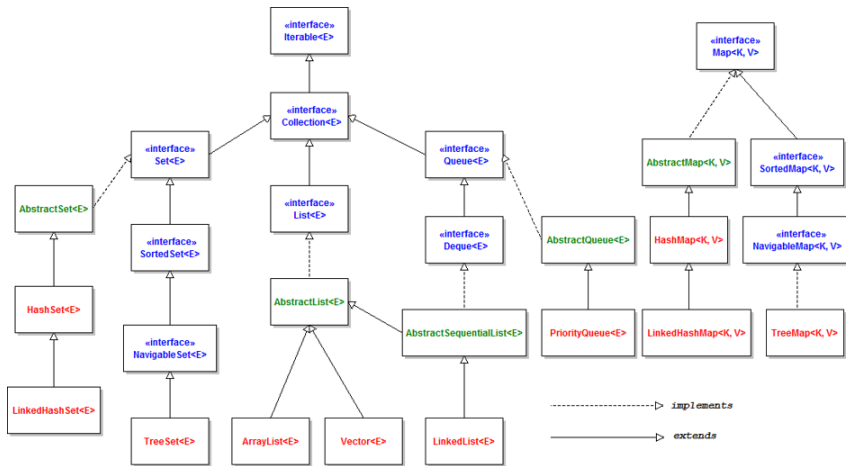 «interface»
Iterable<E>
«interface»
Map<K, V>
«interface»
Collection<E>
«interface»
Set<E>
«interface»
Queue<E>
AbstractMap<K, V>
«interface»
SortedMap<K, V>
AbstractSet<E>
«interface»
List<E>
«interface»
SortedSet<E>
«interface»
Deque<E>
AbstractQueue<E>
HashMap<K, V>
«interface»
NavigableMap<K, V>
HashSet<E>
AbstractList<E>
«interface»
NavigableSet<E>
AbstractSequentialList<E>
PriorityQueue<E>
LinkedHashMap<K, V>
TreeMap<K, V>
LinkedHashSet<E>
TreeSet<E>
ArrayList<E>
Vector<E>
LinkedList<E>
implements
extends